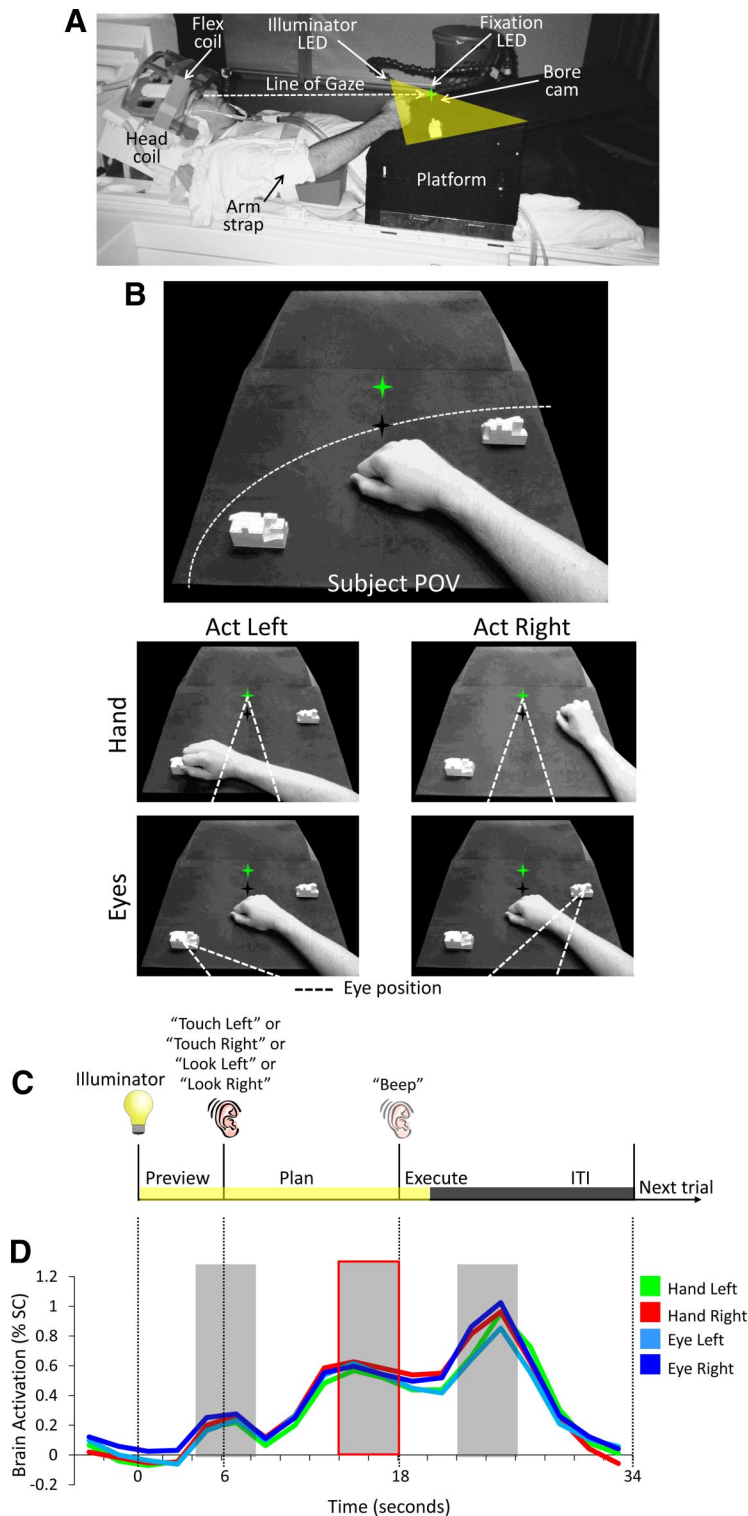 A
Flex
coil
Illuminator
LED
Fixation
LED
Line of Gaze
Bore
cam
Head
coil
Arm
strap
Platform
B
Subject POV
Act Left
Act Right
Hand
Eyes
Eye position
C
Illuminator
“Touch Left” or
“Touch Right” or
“Look Left” or
“Look Right”
“Beep”
Preview
Plan
Execute
ITI
Next trial
D
Brain Activation (% SC)
1.2
1
0.8
0.6
0.4
0.2
0
-0.2
0
6
18
34
Time (seconds)
Hand Left
Hand Right
Eye Left
Eye Right